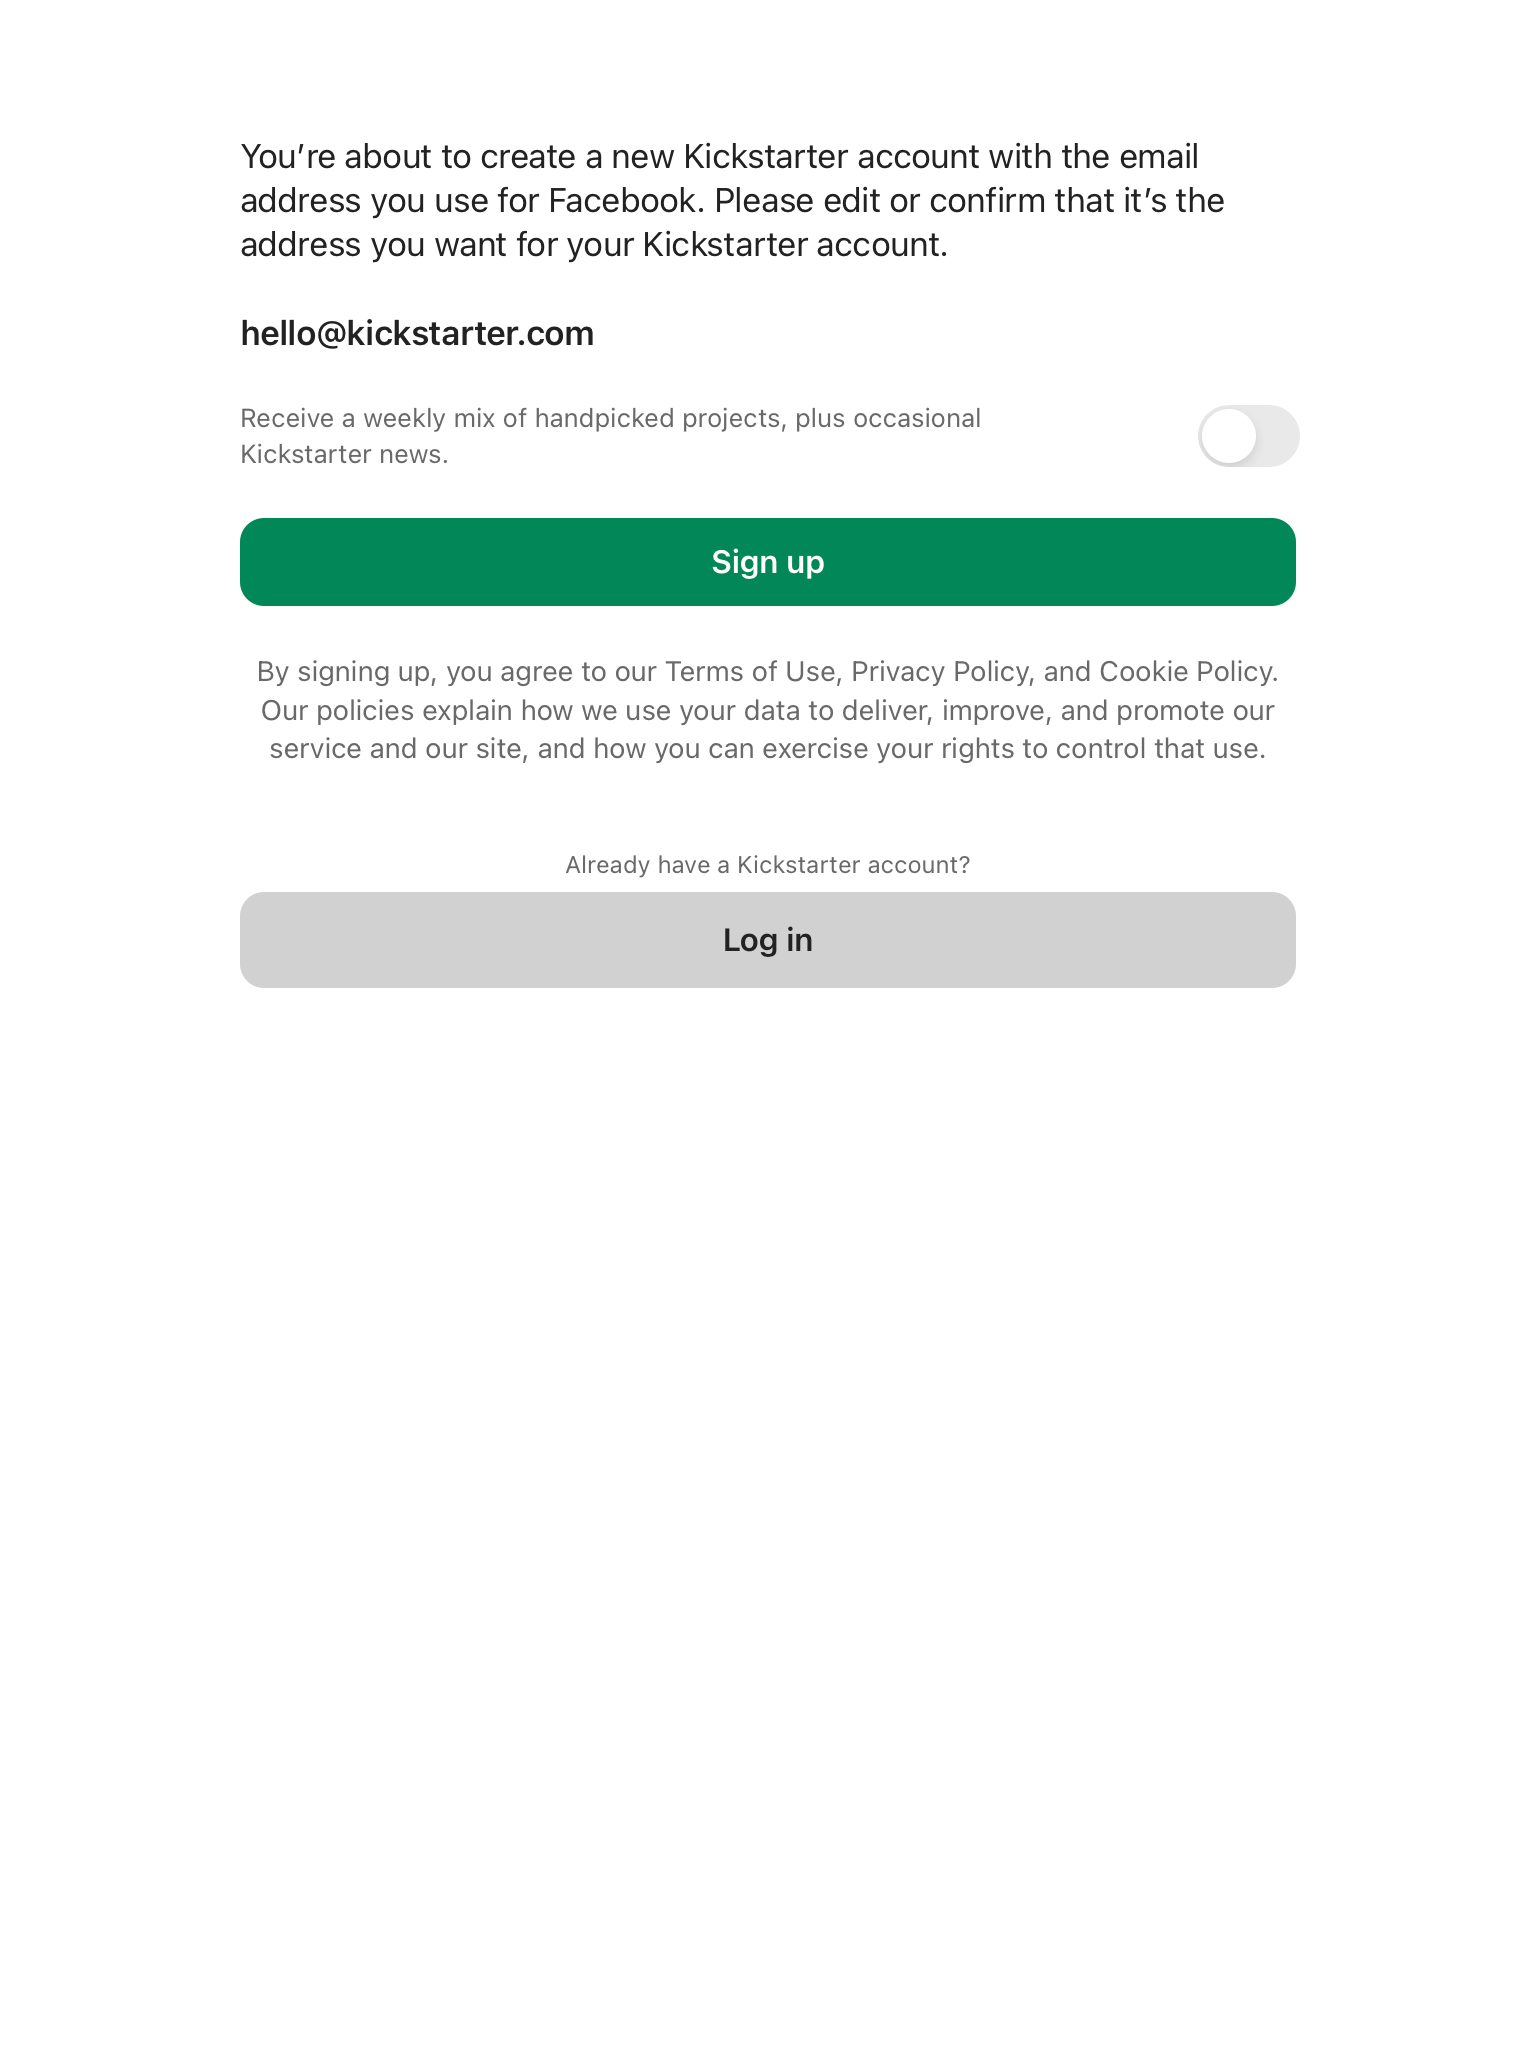 You’re about to create a new Kickstarter account with the email
address you use for Facebook. Please edit or confirm that it’s the
address you want for your Kickstarter account.
hello@kickstarter.com
Receive a weekly mix of handpicked projects, plus occasional
Kickstarter news.
Sign up
By signing up, you agree to our Terms of Use, Privacy Policy, and Cookie Policy.
Our policies explain how we use your data to deliver, improve, and promote our
service and our site, and how you can exercise your rights to control that use.
Already have a Kickstarter account?
Log in